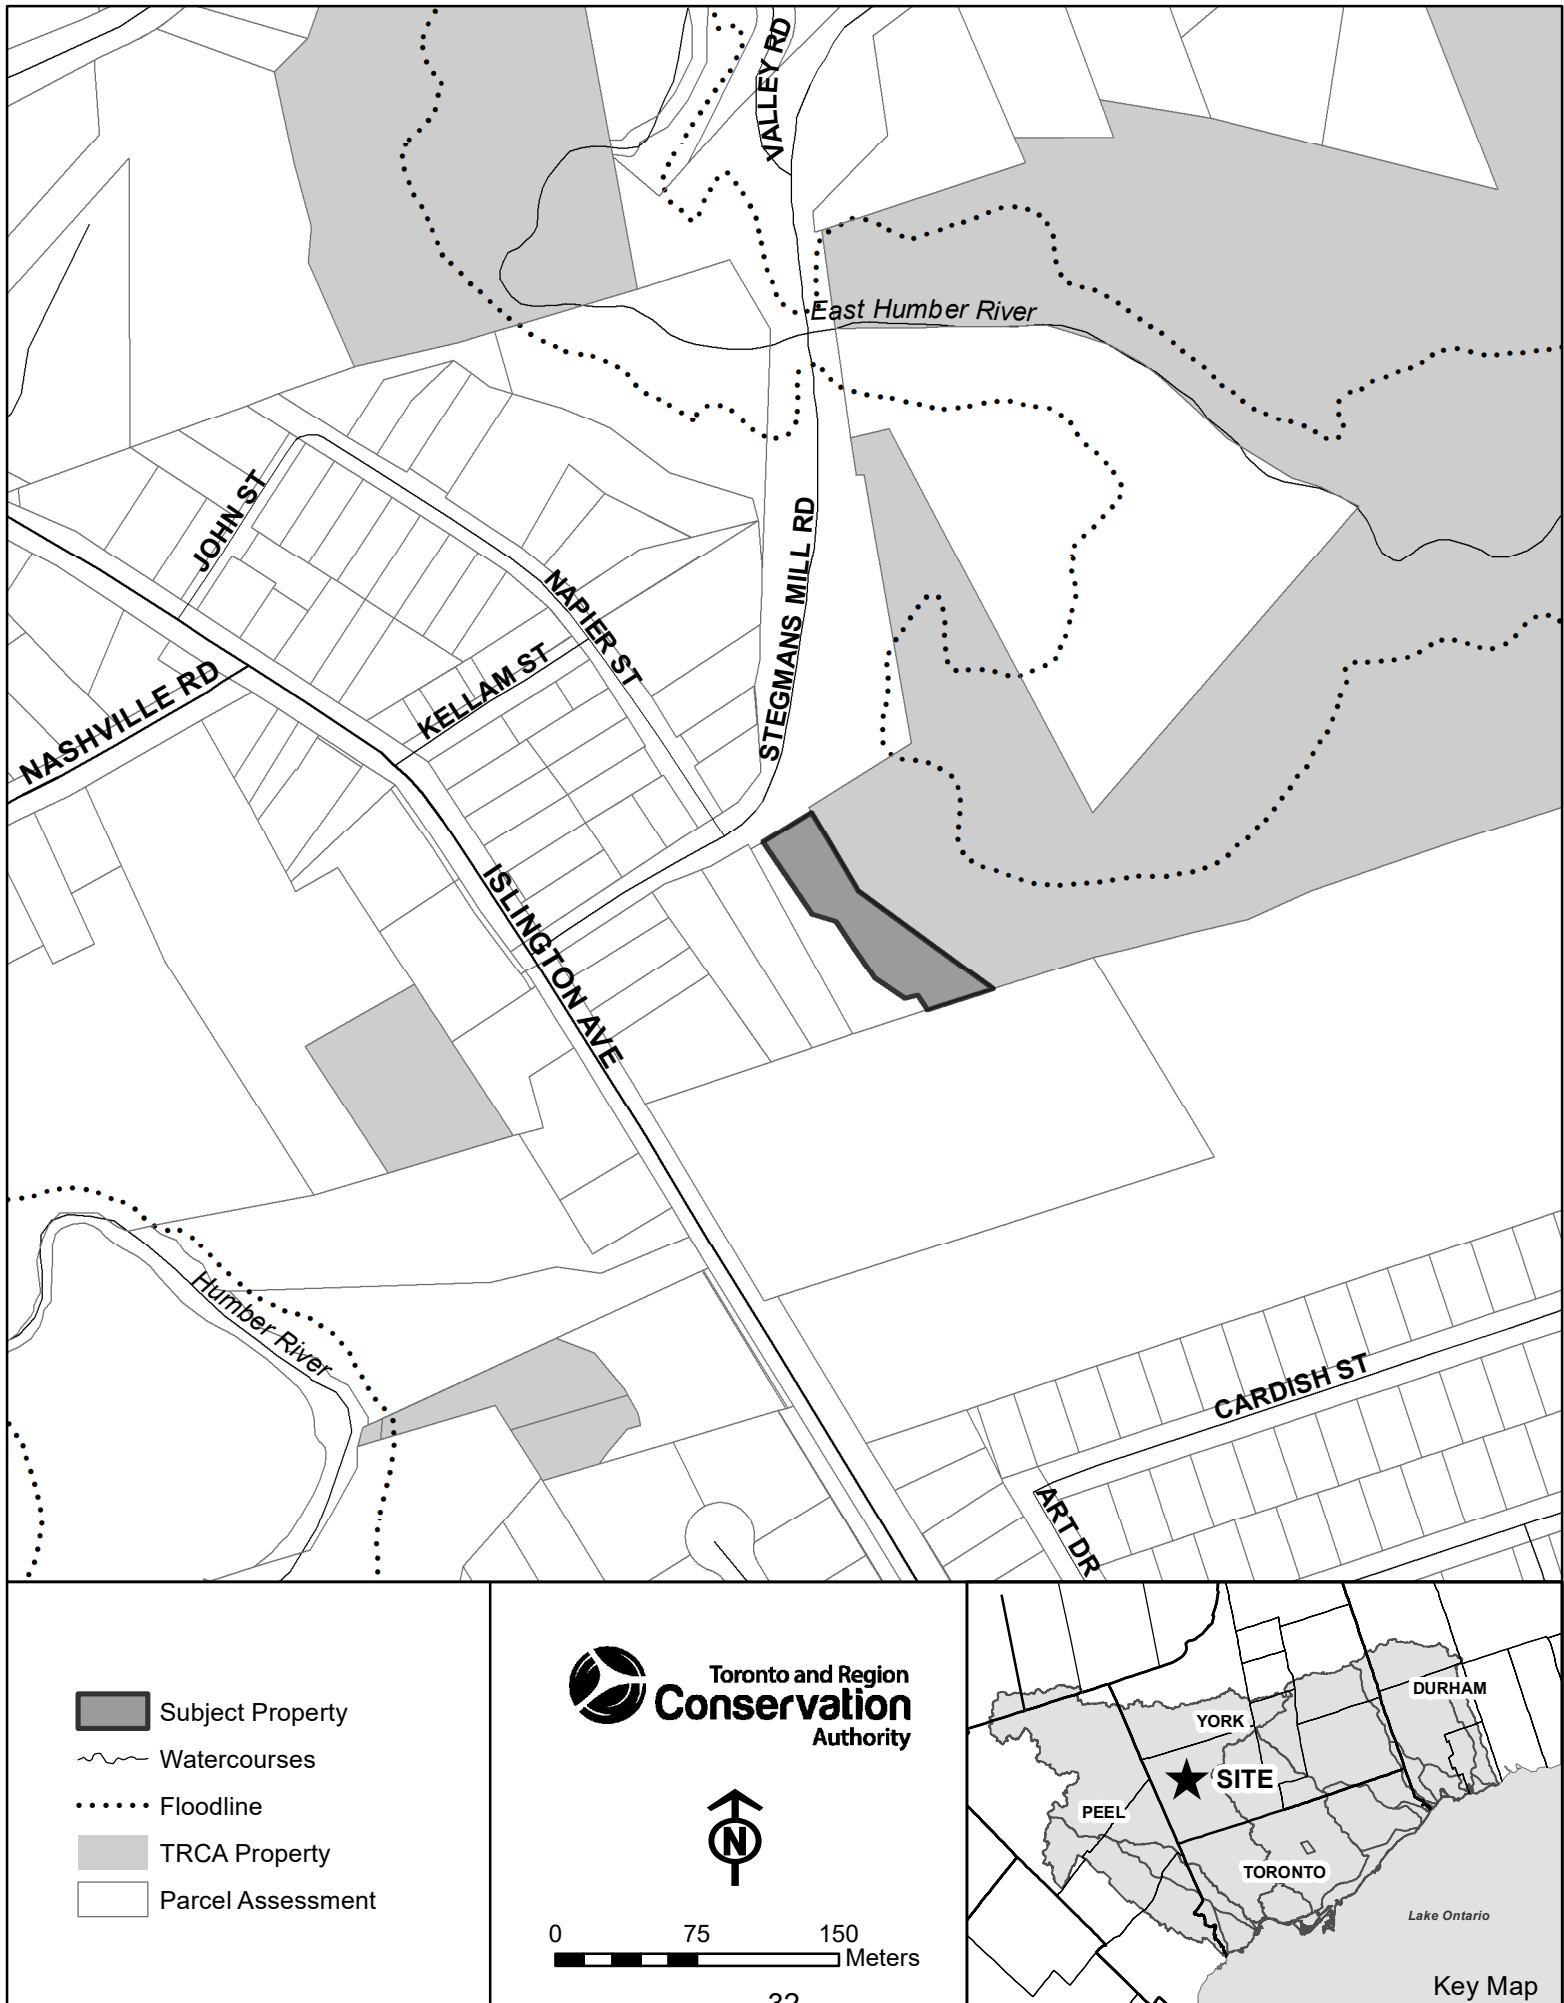 VALLEY RD
East Humber River
JOHN ST
NAPIER ST
STEGMANS MILL RD
KELLAM ST
NASHVILLE RD
ISLINGTON AVE
Humber River
CARDISH ST
ART DR
Subject Property
Watercourses
Floodline
TRCA Property
Parcel Assessment
Toronto and Region
Conservation
Authority
N
0 75 150
Meters
32
DURHAM
YORK
SITE
PEEL
TORONTO
Lake Ontario
Key Map